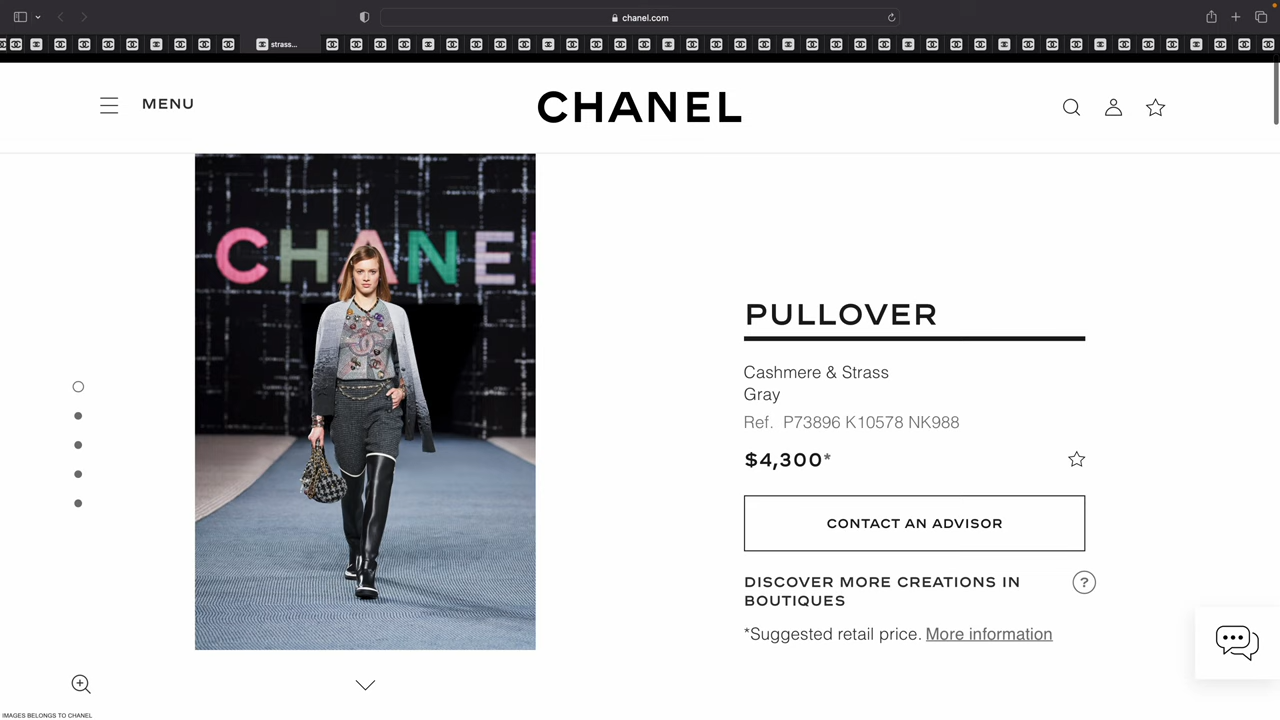 chanel.com
strass...
MENU
CHANEL
CHANE
PULLOVER
Cashmere & Strass
Gray
Ref. P73896 K10578 NK988
$4,300*
CONTACT AN ADVISOR
DISCOVER MORE CREATIONS IN
BOUTIQUES
?
*Suggested retail price. More information
IMAGES BELONGS TO CHANEL